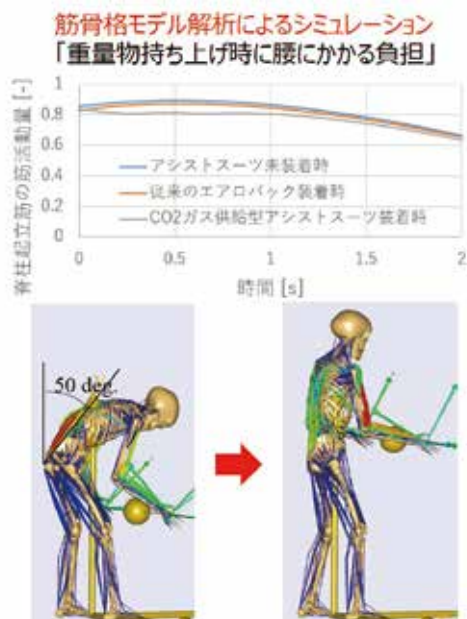 筋骨格モデル解析によるシミュレーション
「重量物持ち上げ時に腰にかかる負担」
脊柱起立筋の筋活動量 [-]
1
0.8
0.6
0.4
0.2
0
アシストスーツ未装着時
従来のエアロバック装着時
CO2ガス供給型アシストスーツ装着時
0
0.5
1
1.5
2
時間 [s]
50 deg.